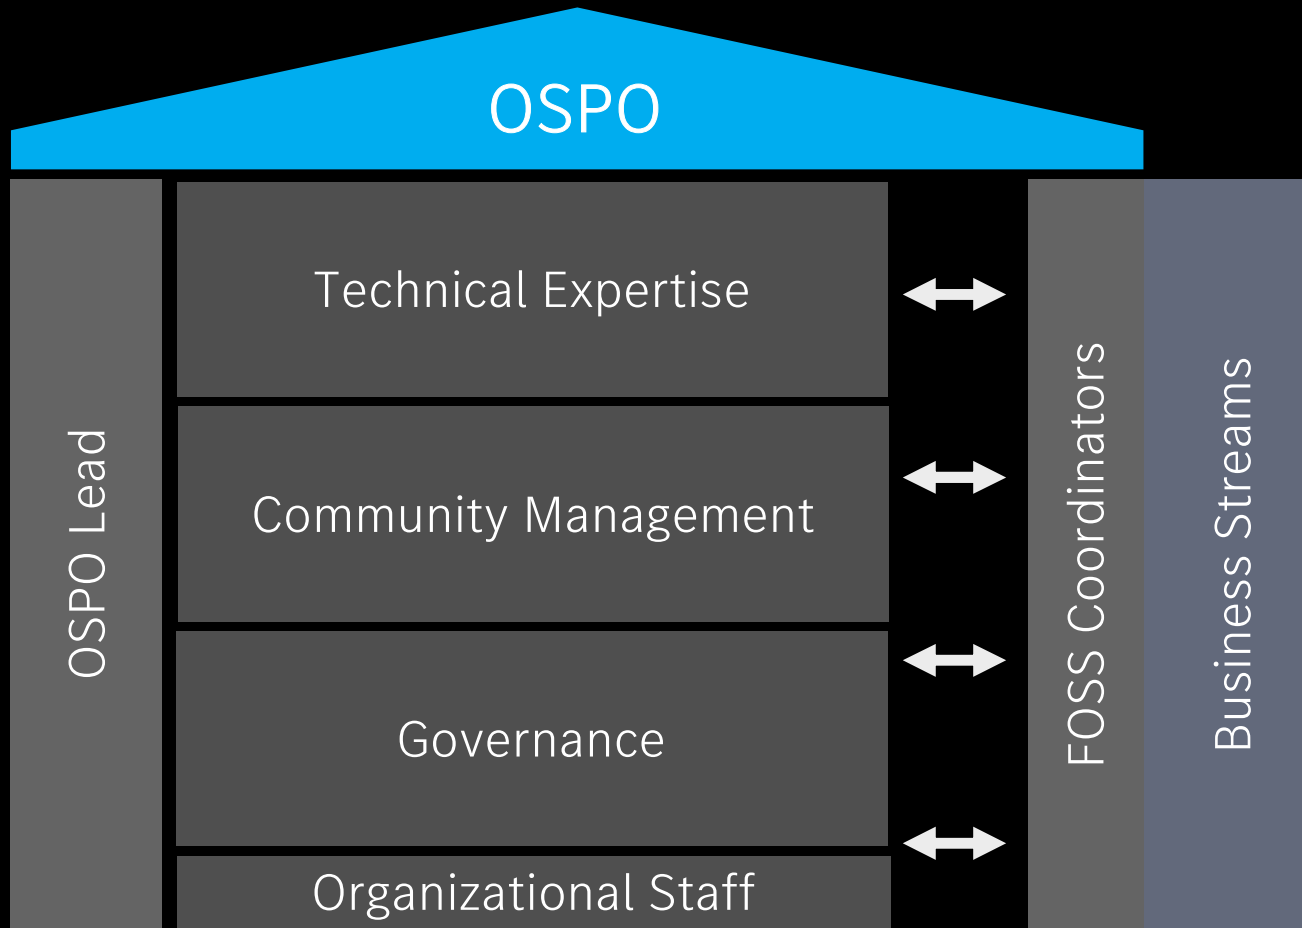 OSPO
OSPO Lead
Technical Expertise
Community Management
Governance
Organizational Staff
FOSS Coordinators
Business Streams